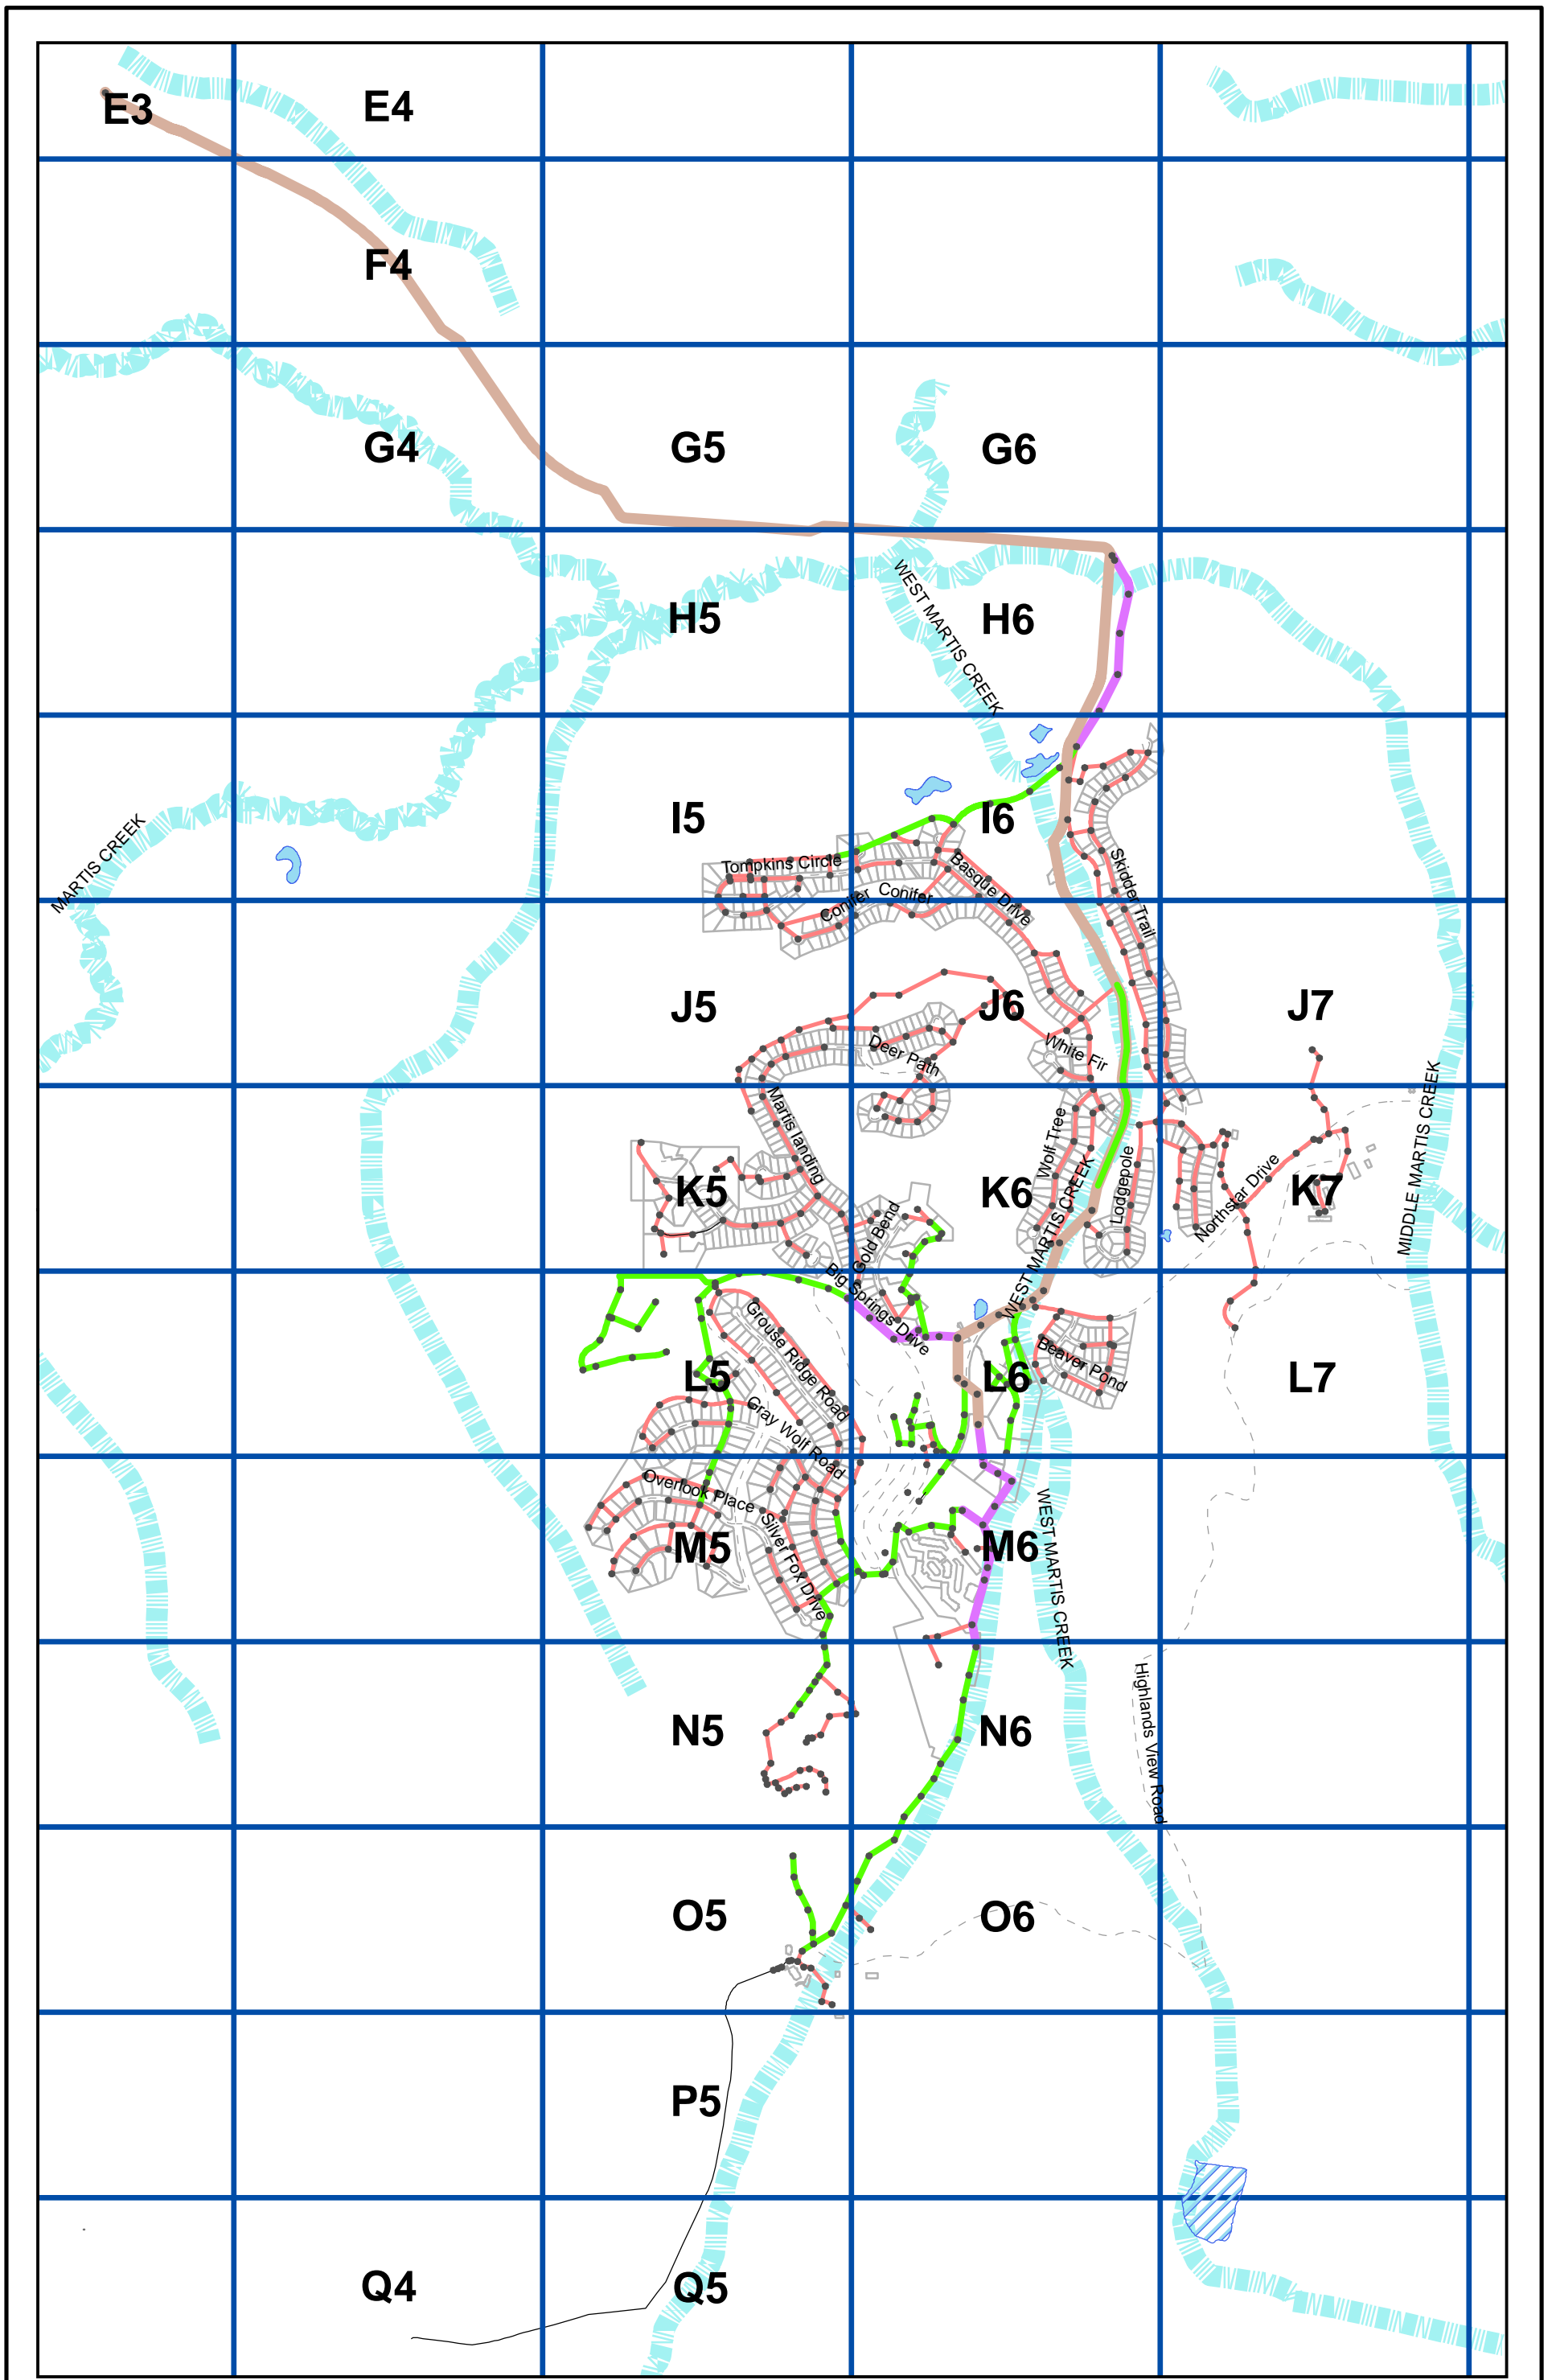 E3
E4
F4
G4
G5
G6
WEST MARTIS CREEK
H5
H6
MARTIS CREEK
I5
I6
Tompkins Circle
Basque Drive
Skidder Trail
Conifer
Conifer
J5
J6
J7
White Fir
Deer Path
Martis landing
Wolf Tree
MIDDLE MARTIS CREEK
K5
K6
Lodgepole
Northstar Drive
K7
WEST MARTIS CREEK
Gold Bend
Big Springs Drive
Grouse Ridge Road
L5
L6
Beaver Pond
L7
Gray Wolf Road
Overlook Place
Silver Fox Drive
M5
M6
WEST MARTIS CREEK
N5
N6
Highlands View Road
O5
O6
P5
Q4
Q5